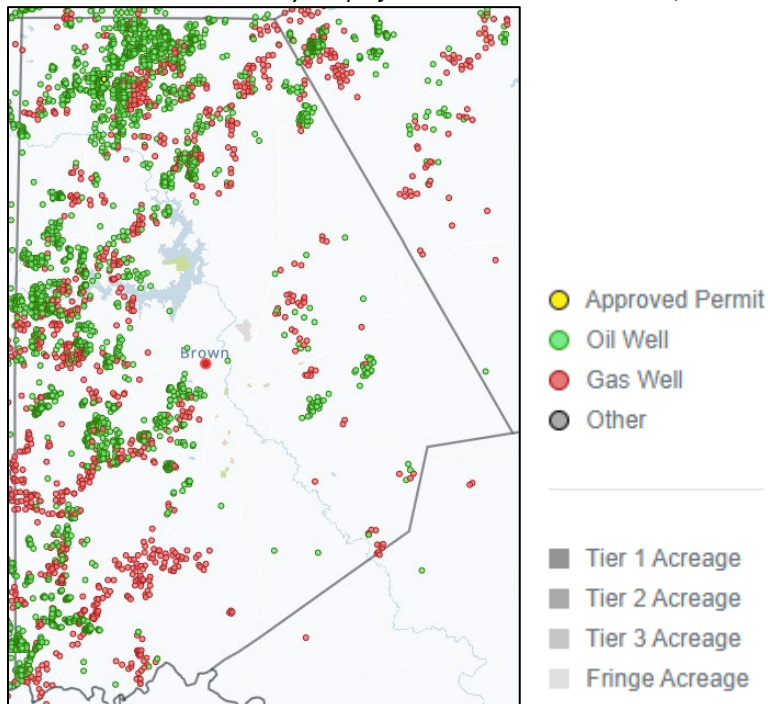 Brown
Approved Permit
Oil Well
Gas Well
Other
Tier 1 Acreage
Tier 2 Acreage
Tier 3 Acreage
Fringe Acreage